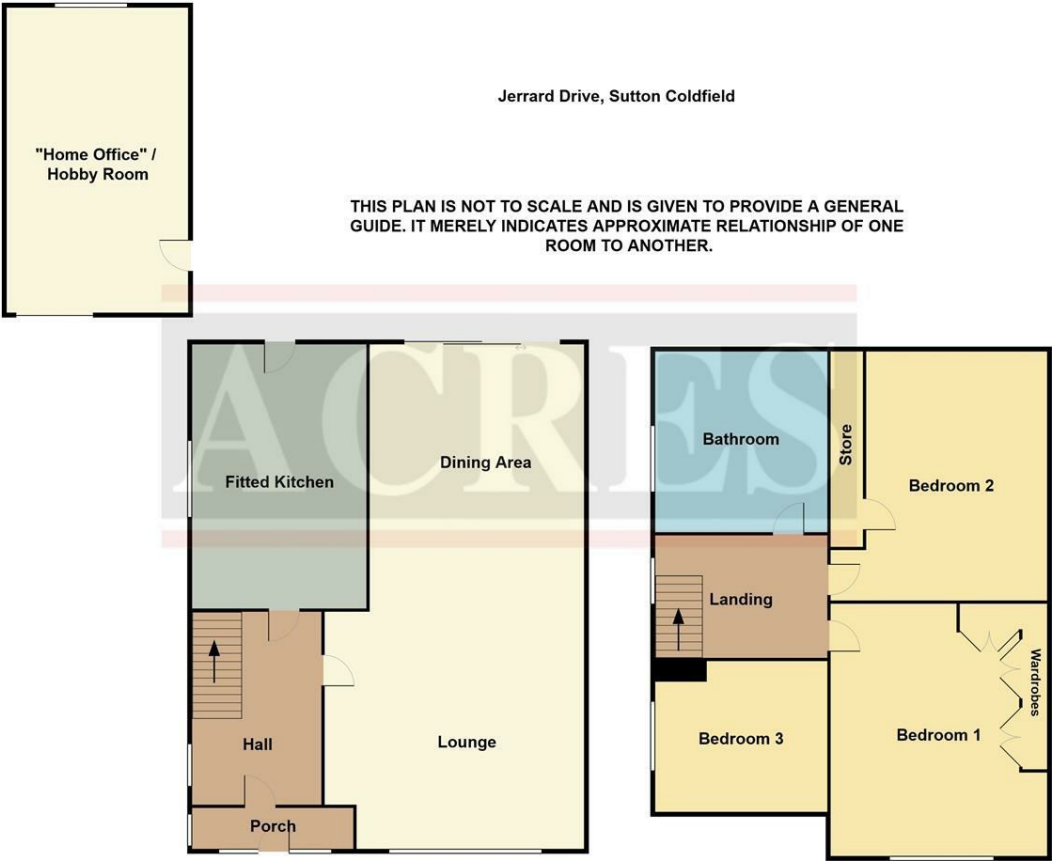 Jerrard Drive, Sutton Coldfield
"Home Office" /
Hobby Room
THIS PLAN IS NOT TO SCALE AND IS GIVEN TO PROVIDE A GENERAL
GUIDE. IT MERELY INDICATES APPROXIMATE RELATIONSHIP OF ONE
ROOM TO ANOTHER.
ACRES
Fitted Kitchen
Dining Area
Hall
Lounge
Porch
Bathroom
Store
Bedroom 2
Landing
Bedroom 3
Bedroom 1
Wardrobes